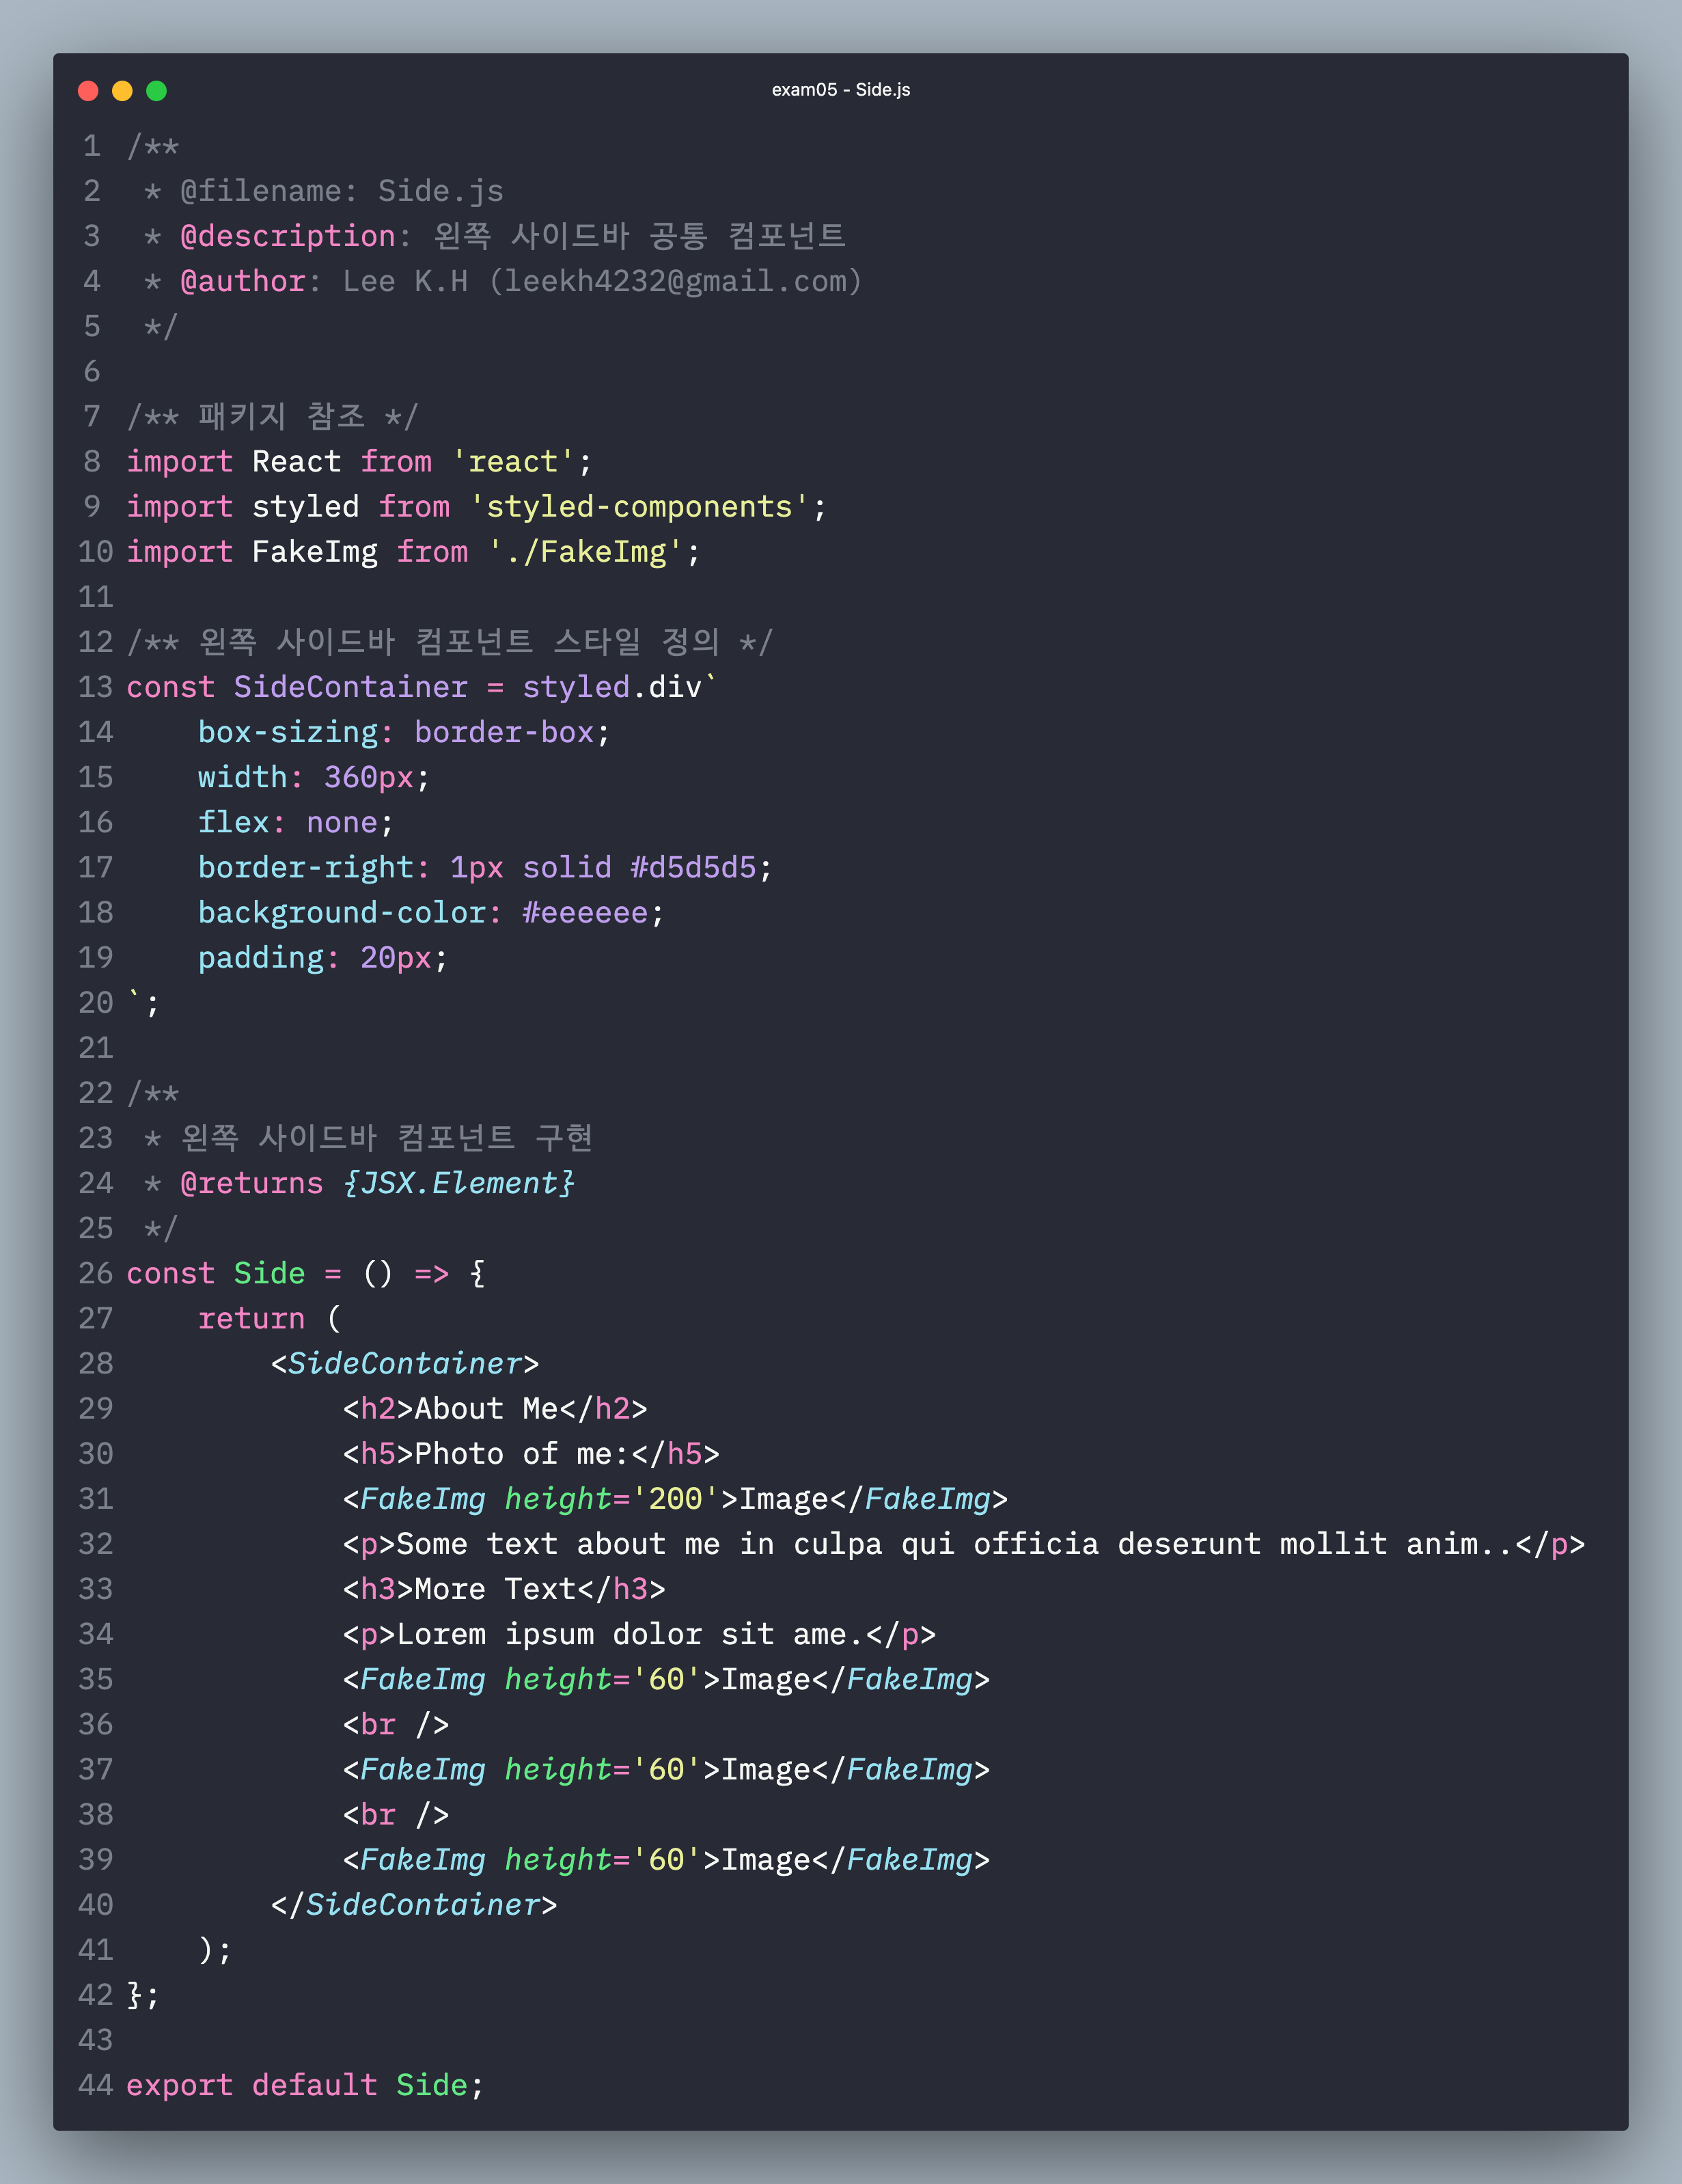 exam05 - Side.js
1 /**
2  * @filename: Side.js
3  * @description: 왼쪽 사이드바 공통 컴포넌트
4  * @author: Lee K.H (leekh4232@gmail.com)
5  */
6
7 /** 패키지 참조 */
8 import React from 'react';
9 import styled from 'styled-components';
10 import FakeImg from './FakeImg';
11
12 /** 왼쪽 사이드바 컴포넌트 스타일 정의 */
13 const SideContainer = styled.div`
14     box-sizing: border-box;
15     width: 360px;
16     flex: none;
17     border-right: 1px solid #d5d5d5;
18     background-color: #eeeeee;
19     padding: 20px;
20 `;
21
22 /**
23  * 왼쪽 사이드바 컴포넌트 구현
24  * @returns {JSX.Element}
25  */
26 const Side = () => {
27     return (
28         <SideContainer>
29             <h2>About Me</h2>
30             <h5>Photo of me:</h5>
31             <FakeImg height='200'>Image</FakeImg>
32             <p>Some text about me in culpa qui officia deserunt mollit anim..</p>
33             <h3>More Text</h3>
34             <p>Lorem ipsum dolor sit ame.</p>
35             <FakeImg height='60'>Image</FakeImg>
36             <br />
37             <FakeImg height='60'>Image</FakeImg>
38             <br />
39             <FakeImg height='60'>Image</FakeImg>
40         </SideContainer>
41     );
42 };
43
44 export default Side;